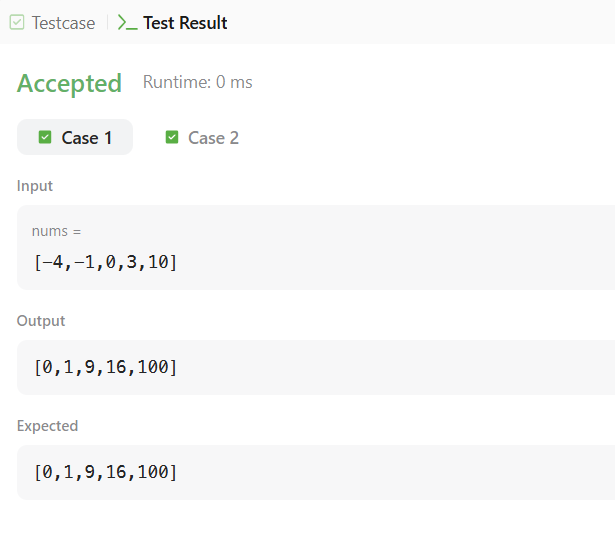 Testcase
Test Result
Accepted Runtime: 0 ms
Case 1 Case 2
Input
nums =
[-4,-1,0,3,10]
Output
[0,1,9,16,100]
Expected
[0,1,9,16,100]